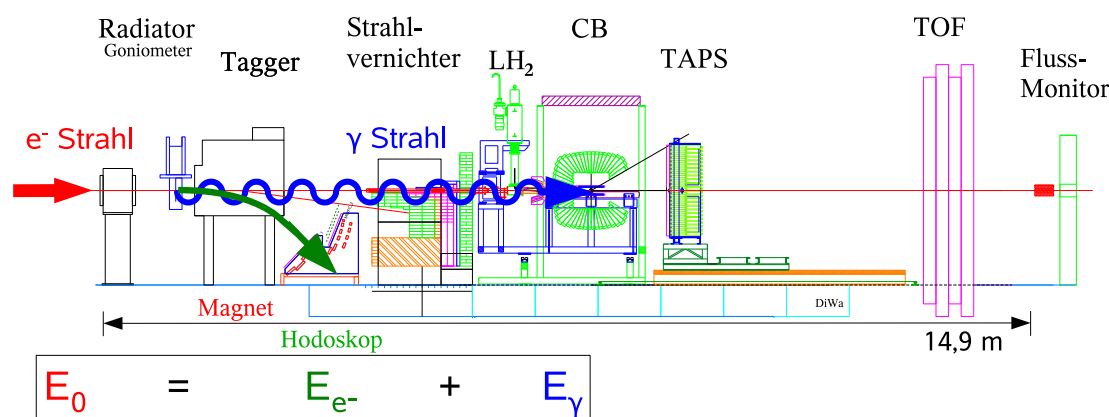 Radiator
Goniometer
Tagger
Strahl-
vernichter
LH₂
CB
TAPS
TOF
Fluss-
Monitor
e⁻ Strahl
γ Strahl
DiWa
Magnet
Hodoskop
14,9 m
E₀ = Eₑ₋ + Eᵧ